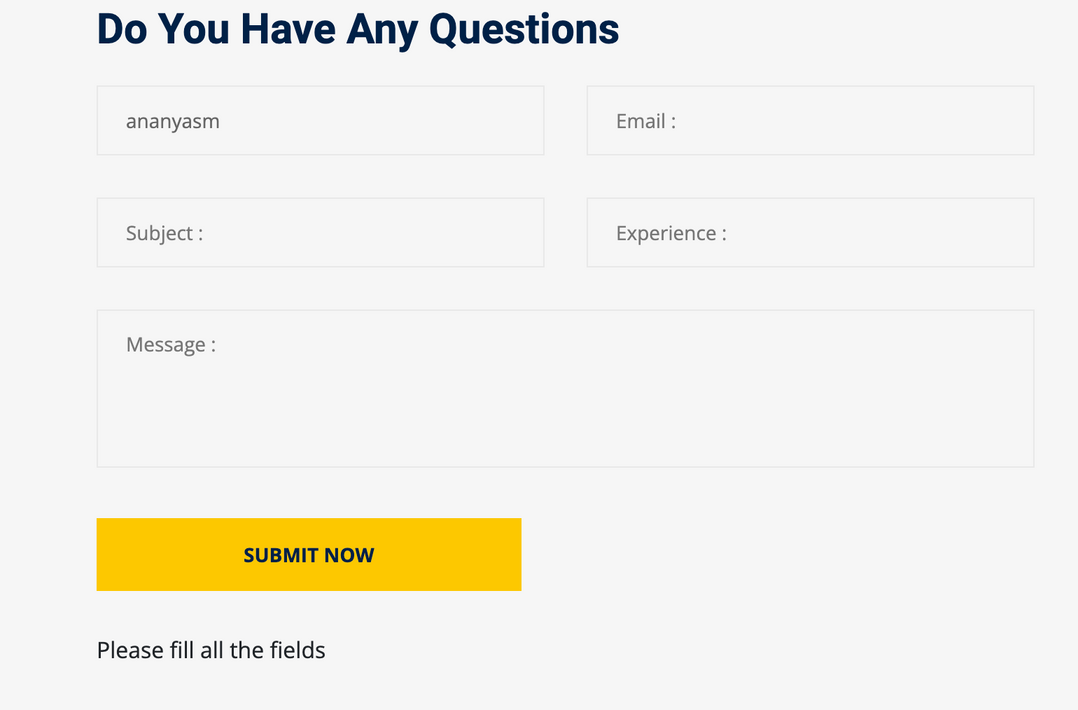 Do You Have Any Questions
ananyasm
Email :
Subject :
Experience :
Message :
SUBMIT NOW
Please fill all the fields